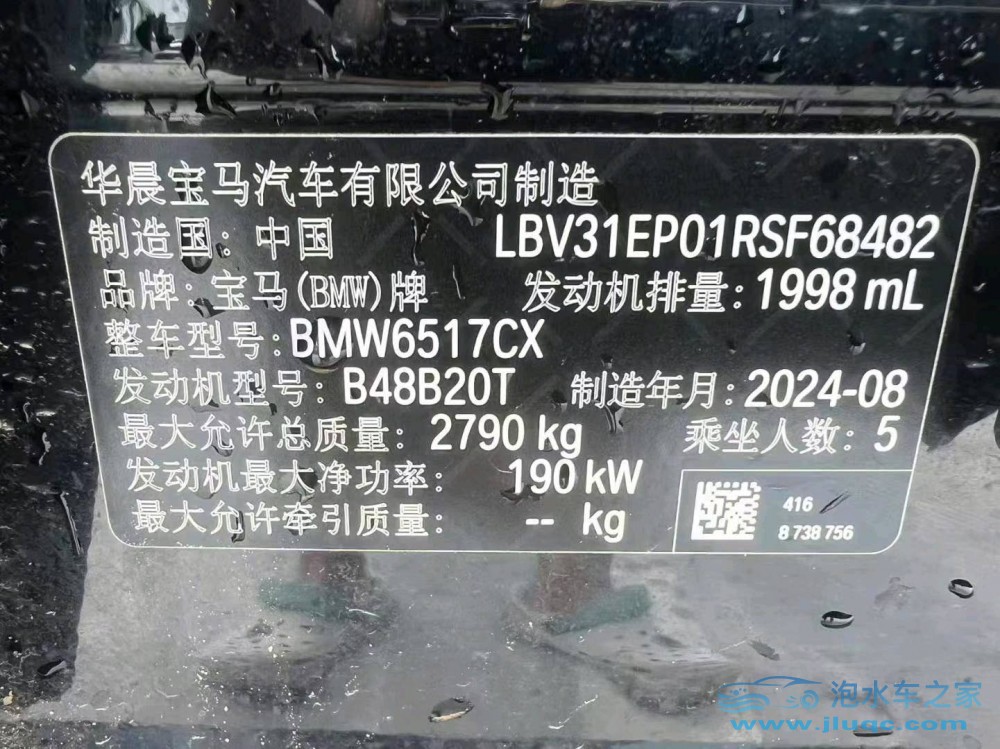 华晨宝马汽车有限公司制造
制造国：中国 LBV31EP01RSF68482
品牌：宝马(BMW)牌 发动机排量：1998 mL
整车型号：BMW6517CX
发动机型号：B48B20T 制造年月：2024-08
最大允许总质量：2790 kg 乘坐人数：5
发动机最大净功率：190 kW
最大允许牵引质量：-- kg
416
8 738 756
泡水车之家
www.jluqc.com